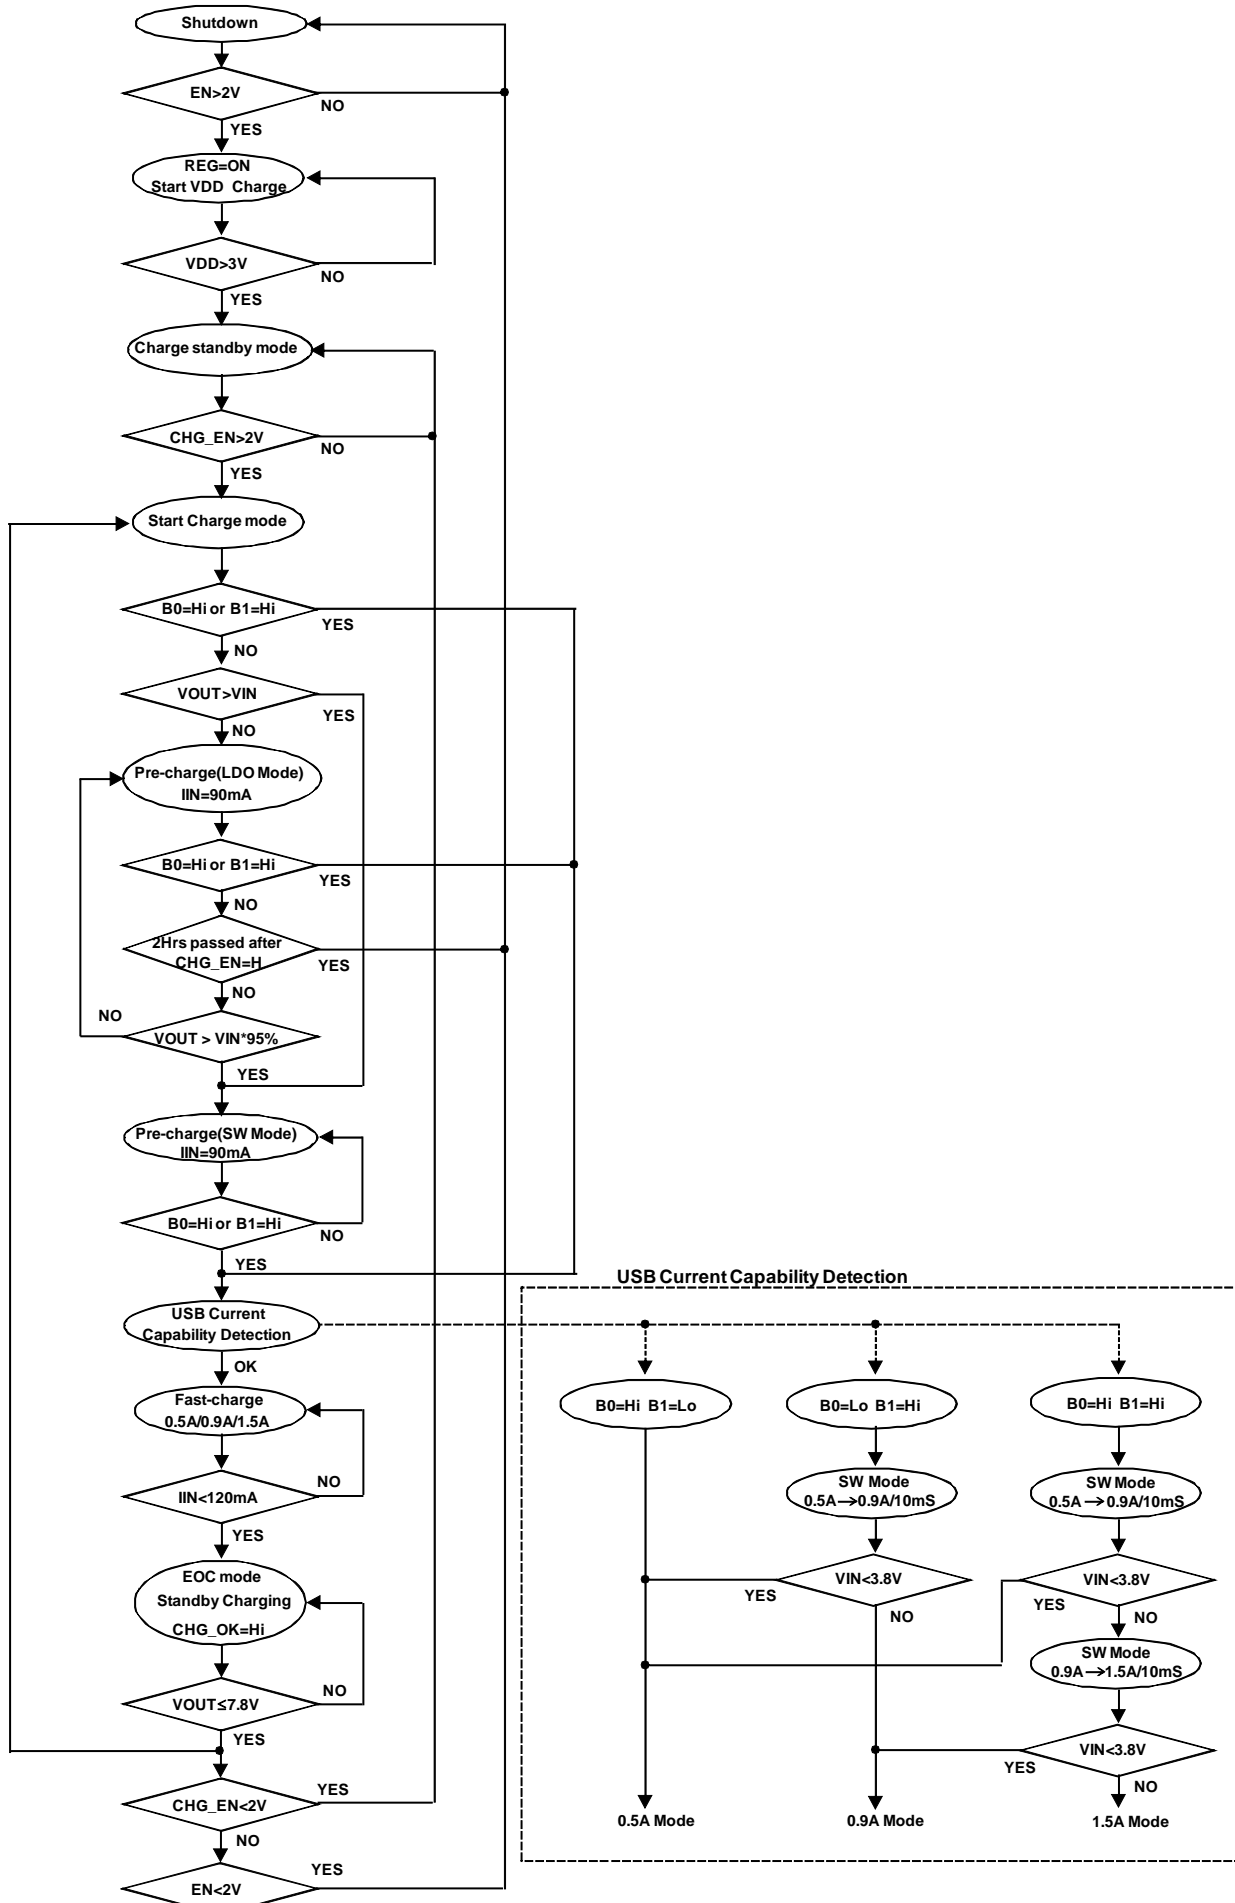 Shutdown
EN>2V
NO
YES
REG=ON
Start VDD Charge
VDD>3V
NO
YES
Charge standby mode
CHG_EN>2V
NO
YES
Start Charge mode
B0=Hi or B1=Hi
YES
NO
VOUT>VIN
YES
NO
Pre-charge(LDO Mode)
IIN=90mA
B0=Hi or B1=Hi
YES
NO
2Hrs passed after
CHG_EN=H
YES
NO
NO
VOUT > VIN*95%
YES
Pre-charge(SW Mode)
IIN=90mA
B0=Hi or B1=Hi
NO
YES
USB Current
Capability Detection
OK
Fast-charge
0.5A/0.9A/1.5A
NO
IIN<120mA
YES
EOC mode
Standby Charging
CHG_OK=Hi
NO
VOUT≤7.8V
YES
YES
CHG_EN<2V
NO
YES
EN<2V
USB Current Capability Detection
B0=Hi B1=Lo
B0=Lo B1=Hi
B0=Hi B1=Hi
SW Mode
0.5A→0.9A/10mS
SW Mode
0.5A→0.9A/10mS
VIN<3.8V
YES
NO
VIN<3.8V
YES
NO
SW Mode
0.9A→1.5A/10mS
VIN<3.8V
YES
NO
0.5A Mode
0.9A Mode
1.5A Mode